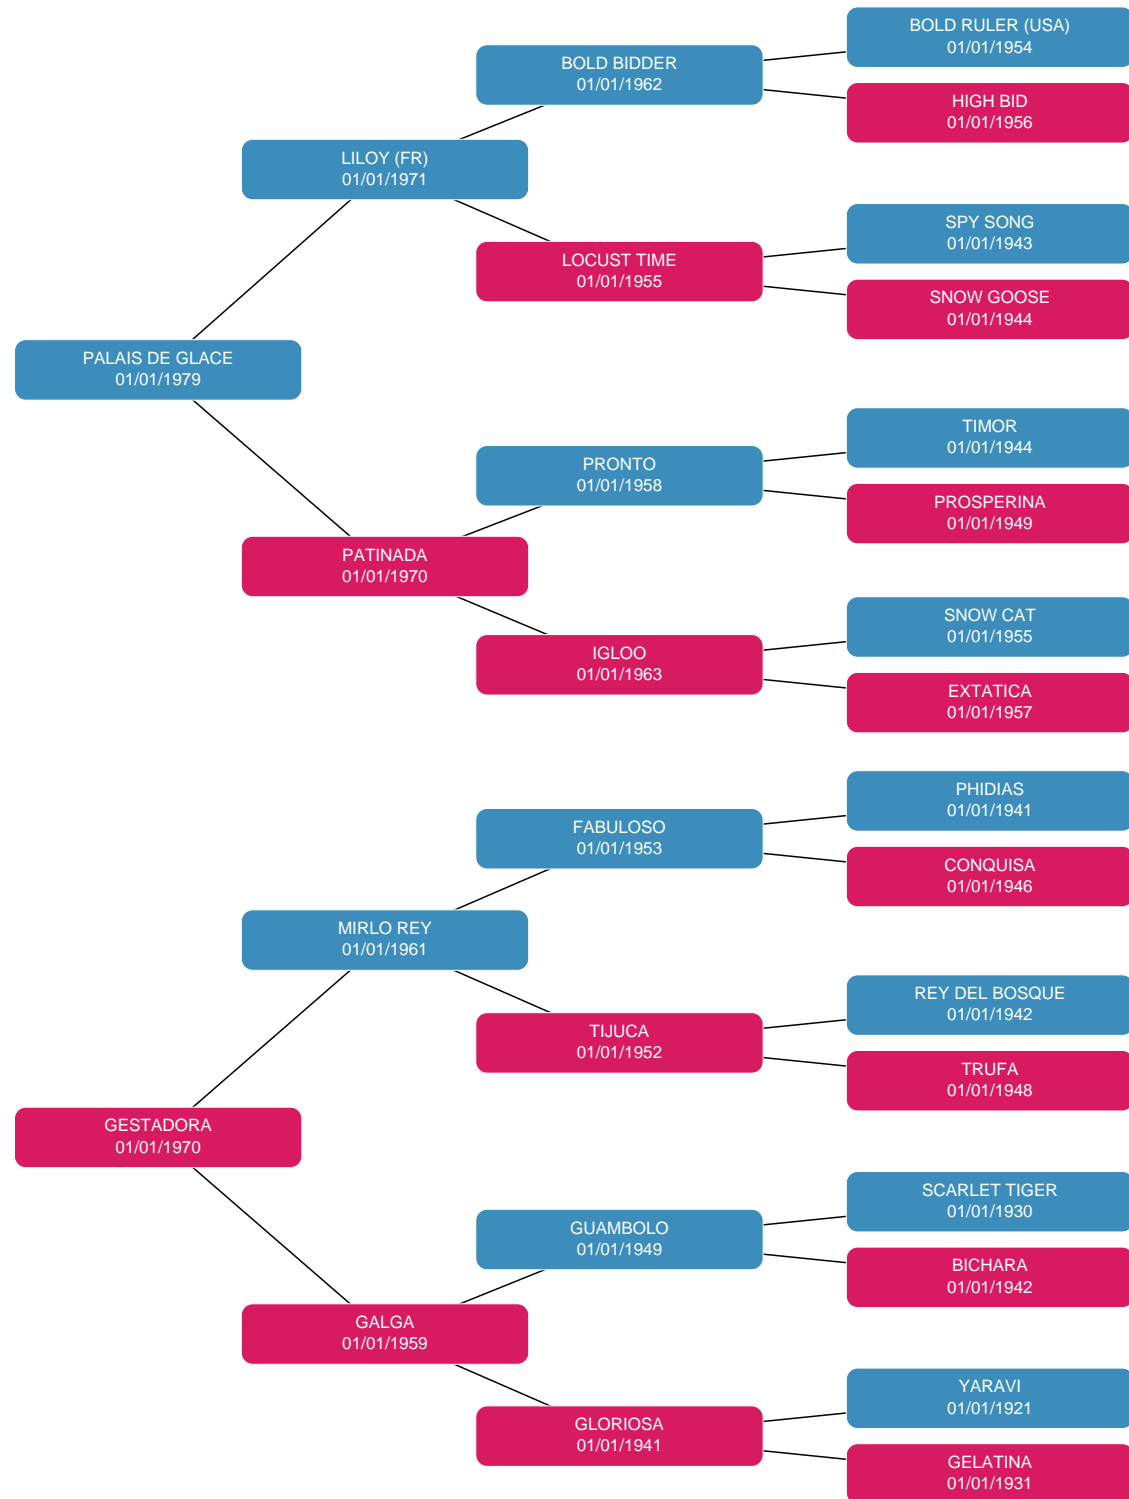 BOLD RULER (USA)
01/01/1954
BOLD BIDDER
01/01/1962
HIGH BID
01/01/1956
LILOY (FR)
01/01/1971
SPY SONG
01/01/1943
LOCUST TIME
01/01/1955
SNOW GOOSE
01/01/1944
PALAIS DE GLACE
01/01/1979
TIMOR
01/01/1944
PRONTO
01/01/1958
PROSPERINA
01/01/1949
PATINADA
01/01/1970
SNOW CAT
01/01/1955
IGLOO
01/01/1963
EXTATICA
01/01/1957
PHIDIAS
01/01/1941
FABULOSO
01/01/1953
CONQUISA
01/01/1946
MIRLO REY
01/01/1961
REY DEL BOSQUE
01/01/1942
TIJUCA
01/01/1952
TRUFA
01/01/1948
GESTADORA
01/01/1970
SCARLET TIGER
01/01/1930
GUAMBOLO
01/01/1949
BICHARA
01/01/1942
GALGA
01/01/1959
YARAVI
01/01/1921
GLORIOSA
01/01/1941
GELATINA
01/01/1931